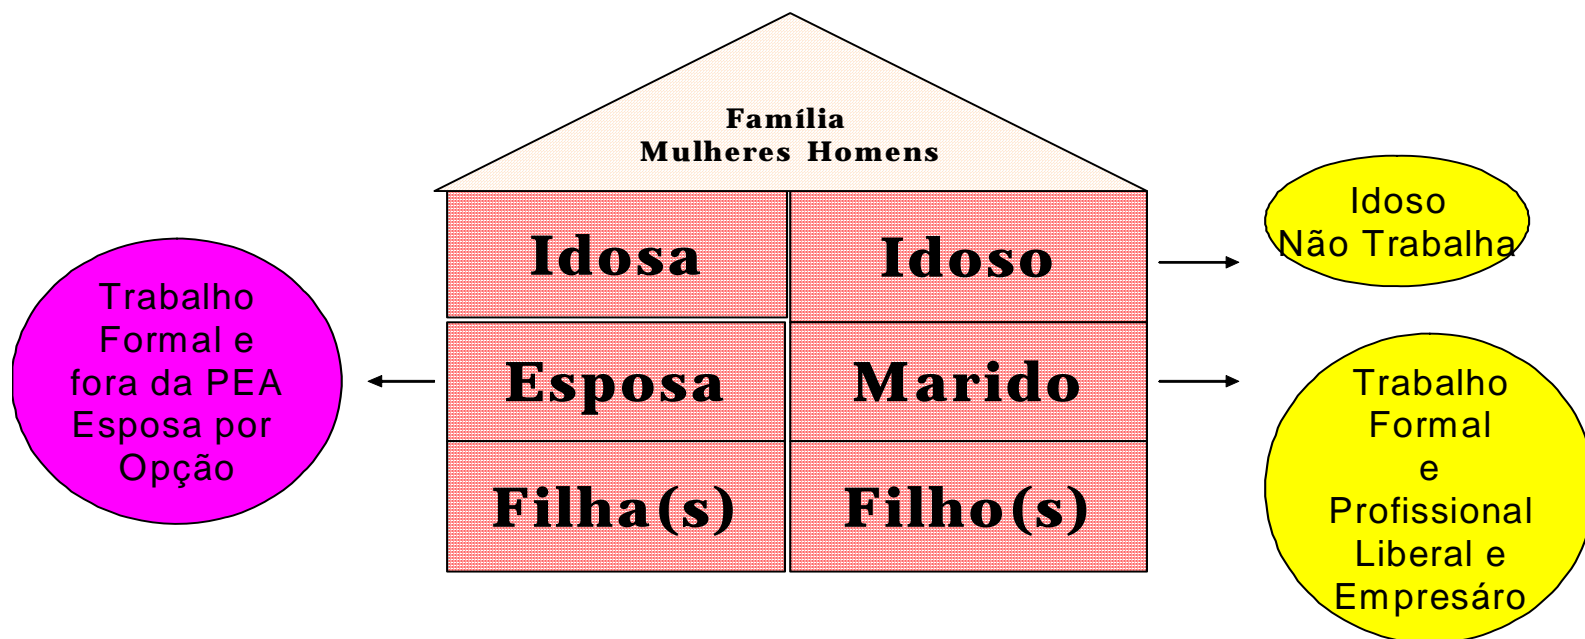 Família
Mulheres Homens
Idosa
Idoso
Esposa
Marido
Filha(s)
Filho(s)
Trabalho
Formal e
fora da PEA
Esposa por
Opção
Idoso
Não Trabalha
Trabalho
Formal
e
Profissional
Liberal e
Empresáro